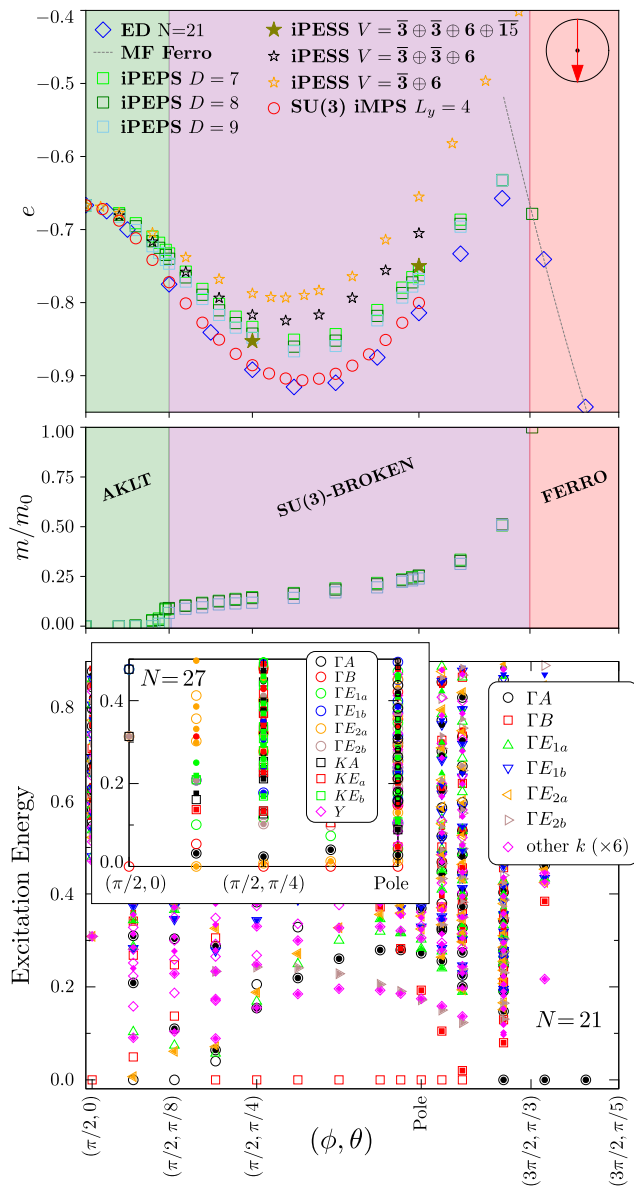 ED N=21
MF Ferro
iPEPS D = 7
iPEPS D = 8
iPEPS D = 9
iPESS V = 3̅ ⊕ 3̅ ⊕ 6 ⊕ 1̅5̅
iPESS V = 3̅ ⊕ 3̅ ⊕ 6
iPESS V = 3̅ ⊕ 6
SU(3) iMPS L_y = 4
−0.4
−0.5
−0.6
−0.7
−0.8
−0.9
e
1.00
0.75
0.50
0.25
0.00
m/m_0
AKLT
SU(3)-BROKEN
FERRO
N=27
0.4
0.2
0.0
(π/2, 0)
(π/2, π/4)
Pole
ΓA
ΓB
ΓE_{1a}
ΓE_{1b}
ΓE_{2a}
ΓE_{2b}
KA
KE_a
KE_b
Y
ΓA
ΓB
ΓE_{1a}
ΓE_{1b}
ΓE_{2a}
ΓE_{2b}
other k (×6)
N=21
0.8
0.6
0.4
0.2
0.0
Excitation Energy
(π/2, 0)
(π/2, π/8)
(π/2, π/4)
Pole
(3π/2, π/3)
(3π/2, π/5)
(ϕ, θ)